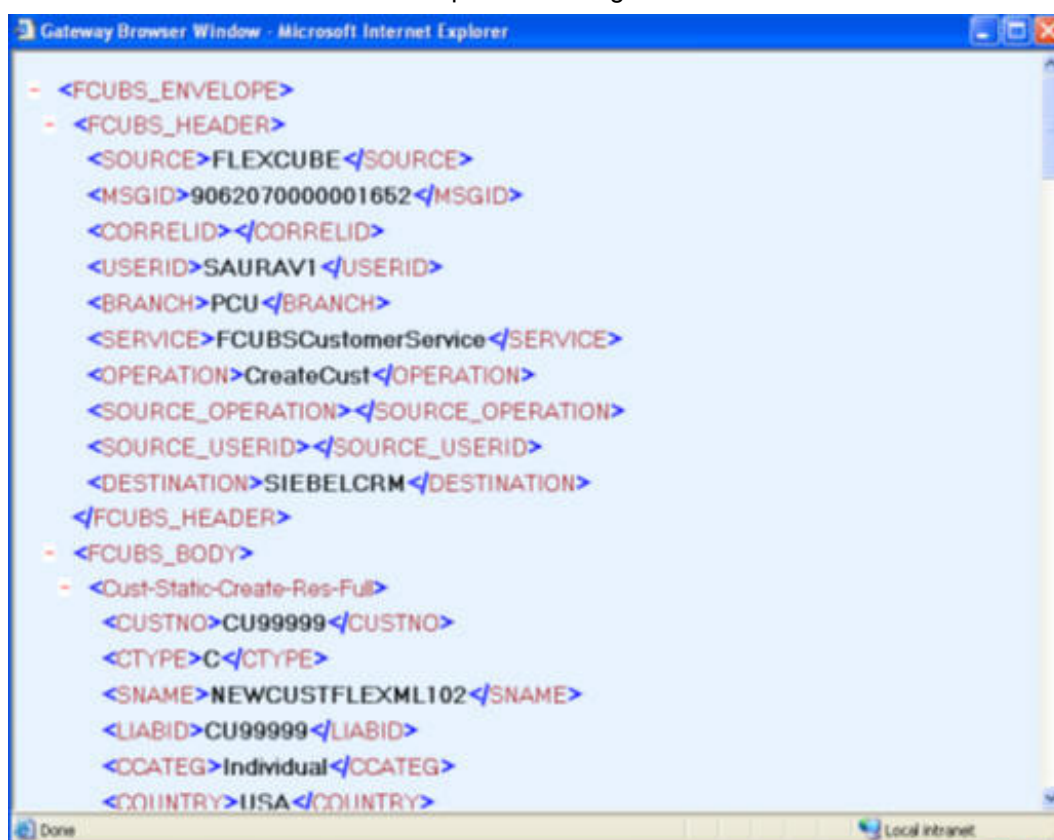 Gateway Browser Window - Microsoft Internet Explorer
- <FCUBS_ENVELOPE>
- <FCUBS_HEADER>
<SOURCE>FLEXCUBE</SOURCE>
<MSGID>9062070000001652</MSGID>
<CORRELID></CORRELID>
<USERID>SAURAV1</USERID>
<BRANCH>PCU</BRANCH>
<SERVICE>FCUBSCustomerService</SERVICE>
<OPERATION>CreateCust</OPERATION>
<SOURCE_OPERATION></SOURCE_OPERATION>
<SOURCE_USERID></SOURCE_USERID>
<DESTINATION>SIEBELCRM</DESTINATION>
</FCUBS_HEADER>
- <FCUBS_BODY>
- <Cust-Static-Create-Res-Full>
<CUSTNO>CU99999</CUSTNO>
<CTYPE>C</CTYPE>
<SNAME>NEWCUSTFLEXML102</SNAME>
<LIABID>CU99999</LIABID>
<CCATEG>Individual</CCATEG>
<COUNTRY>USA</COUNTRY>
Done Local intranet